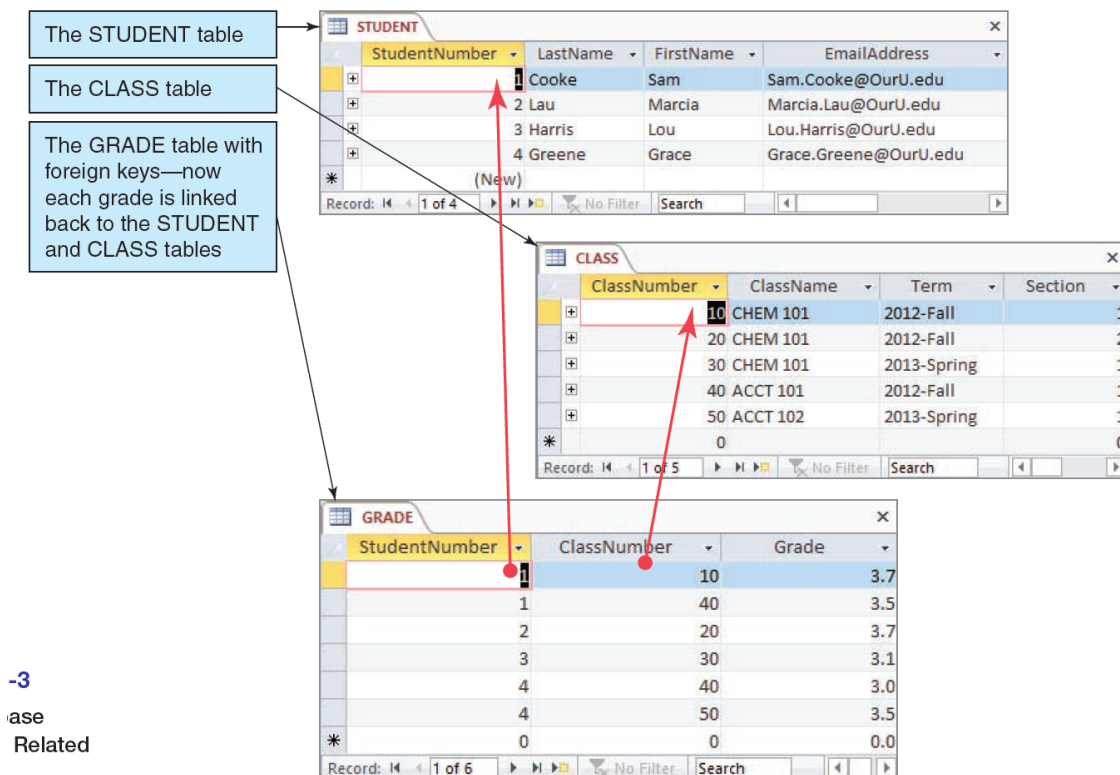 The STUDENT table
The CLASS table
The GRADE table with
foreign keys—now
each grade is linked
back to the STUDENT
and CLASS tables
STUDENT
StudentNumber LastName FirstName EmailAddress
1 Cooke Sam Sam.Cooke@OurU.edu
2 Lau Marcia Marcia.Lau@OurU.edu
3 Harris Lou Lou.Harris@OurU.edu
4 Greene Grace Grace.Greene@OurU.edu
(New)
Record: 1 of 4 No Filter Search
CLASS
ClassNumber ClassName Term Section
10 CHEM 101 2012-Fall
20 CHEM 101 2012-Fall
30 CHEM 101 2013-Spring
40 ACCT 101 2012-Fall
50 ACCT 102 2013-Spring
0
Record: 1 of 5 No Filter Search
GRADE
StudentNumber ClassNumber Grade
1 10 3.7
1 40 3.5
2 20 3.7
3 30 3.1
4 40 3.0
4 50 3.5
0 0 0.0
Record: 1 of 6 No Filter Search
-3
Related